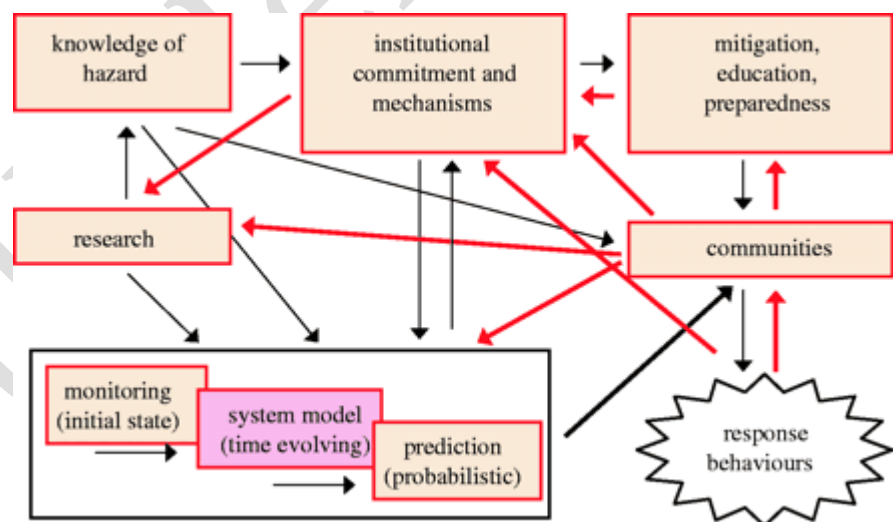 knowledge of
hazard
institutional
commitment and
mechanisms
mitigation,
education,
preparedness
research
communities
monitoring
(initial state)
system model
(time evolving)
prediction
(probabilistic)
response
behaviours